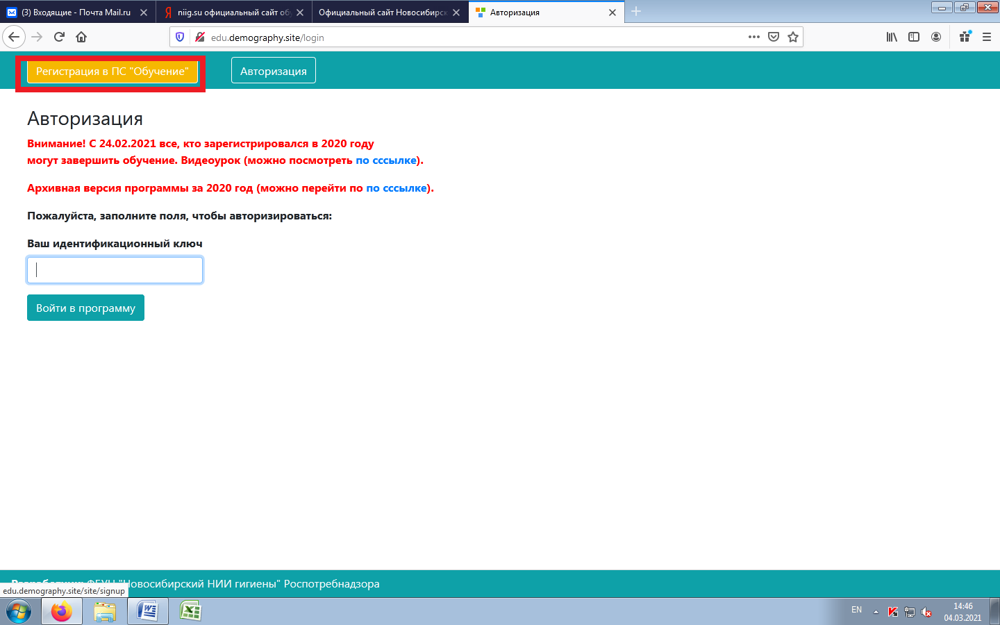 (3) Входящие - Почта Mail.ru
niig.su официальный сайт обу
Официальный сайт Новосибирск
Авторизация
edu.demography.site/login
Регистрация в ПС "Обучение"
Авторизация
Авторизация
Внимание! С 24.02.2021 все, кто зарегистрировался в 2020 году
могут завершить обучение. Видеоурок (можно посмотреть по сссылке).
Архивная версия программы за 2020 год (можно перейти по по сссылке).
Пожалуйста, заполните поля, чтобы авторизироваться:
Ваш идентификационный ключ
Войти в программу
"Новосибирский НИИ гигиены" Роспотребнадзора
edu.demography.site/site/signup
EN
14:46
04.03.2021